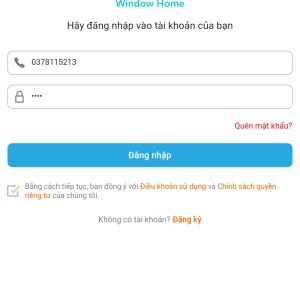 Window Home
Hãy đăng nhập vào tài khoản của bạn
0378115213
••••
Quên mật khẩu?
Đăng nhập
Bằng cách tiếp tục, bạn đồng ý với Điều khoản sử dụng và Chính sách quyền
riêng tư của chúng tôi.
Không có tài khoản? Đăng ký